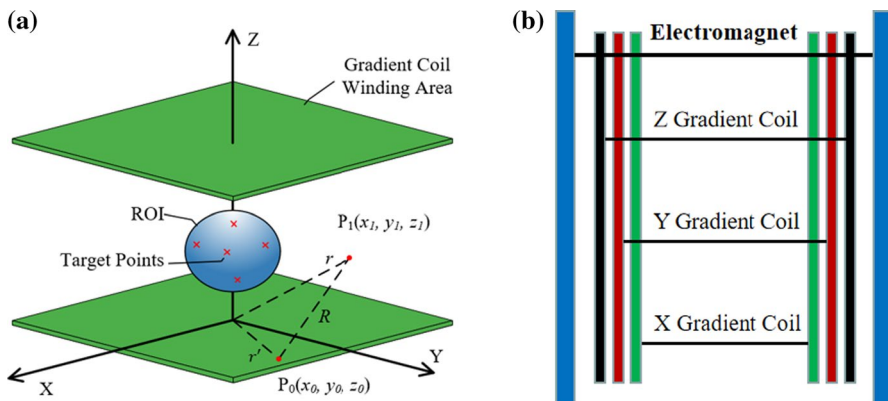 (a)
Z
Gradient Coil
Winding Area
ROI
P₁(x₁, y₁, z₁)
Target Points
r
R
r'
X
Y
P₀(x₀, y₀, z₀)
(b)
Electromagnet
Z Gradient Coil
Y Gradient Coil
X Gradient Coil